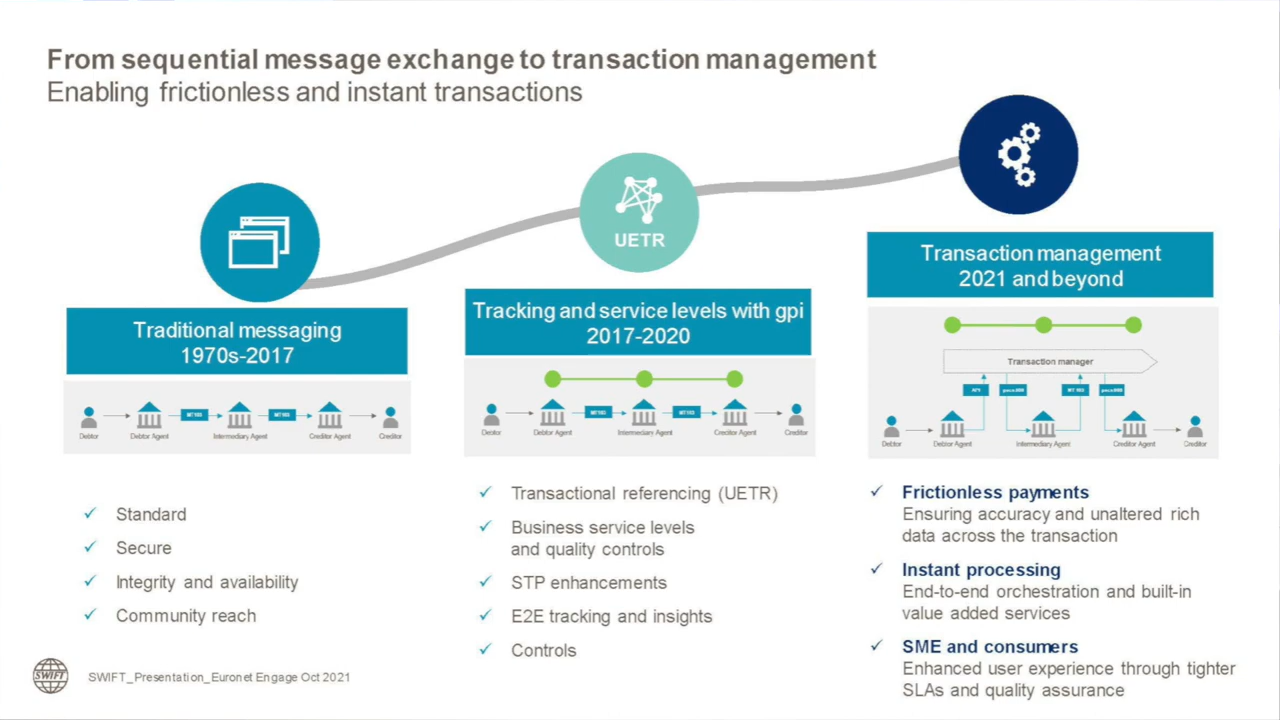 From sequential message exchange to transaction management
Enabling frictionless and instant transactions
UETR
Traditional messaging
1970s-2017
MT103
MT103
Debtor
Debtor Agent
Intermediary Agent
Creditor Agent
Creditor
Standard
Secure
Integrity and availability
Community reach
Tracking and service levels with gpi
2017-2020
MT103
MT103
Debtor
Debtor Agent
Intermediary Agent
Creditor Agent
Creditor
Transactional referencing (UETR)
Business service levels
and quality controls
STP enhancements
E2E tracking and insights
Controls
Transaction management
2021 and beyond
Transaction manager
API
MT 103
Debtor
Debtor Agent
Intermediary Agent
Creditor Agent
Creditor
Frictionless payments
Ensuring accuracy and unaltered rich
data across the transaction
Instant processing
End-to-end orchestration and built-in
value added services
SME and consumers
Enhanced user experience through tighter
SLAs and quality assurance
SWIFT
SWIFT_Presentation_Euronet Engage Oct 2021